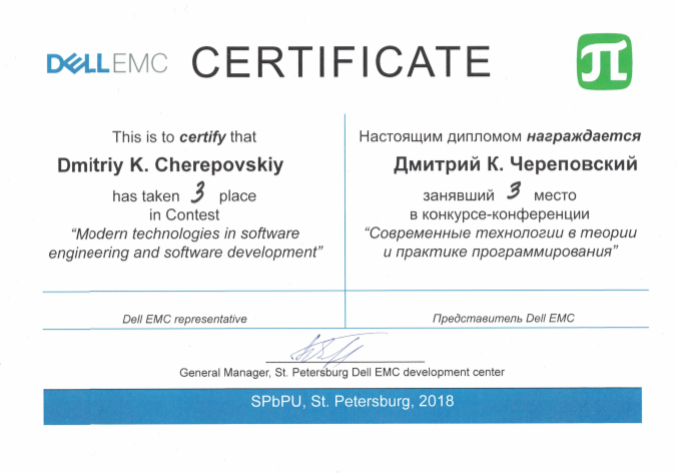 DELLEMC CERTIFICATE
This is to certify that
Dmitriy K. Cherepovskiy
has taken 3 place
in Contest
“Modern technologies in software
engineering and software development”
Dell EMC representative
Настоящим дипломом награждается
Дмитрий К. Череповский
занявший 3 место
в конкурсе-конференции
“Современные технологии в теории
и практике программирования”
Представитель Dell EMC
General Manager, St. Petersburg Dell EMC development center
SPbPU, St. Petersburg, 2018